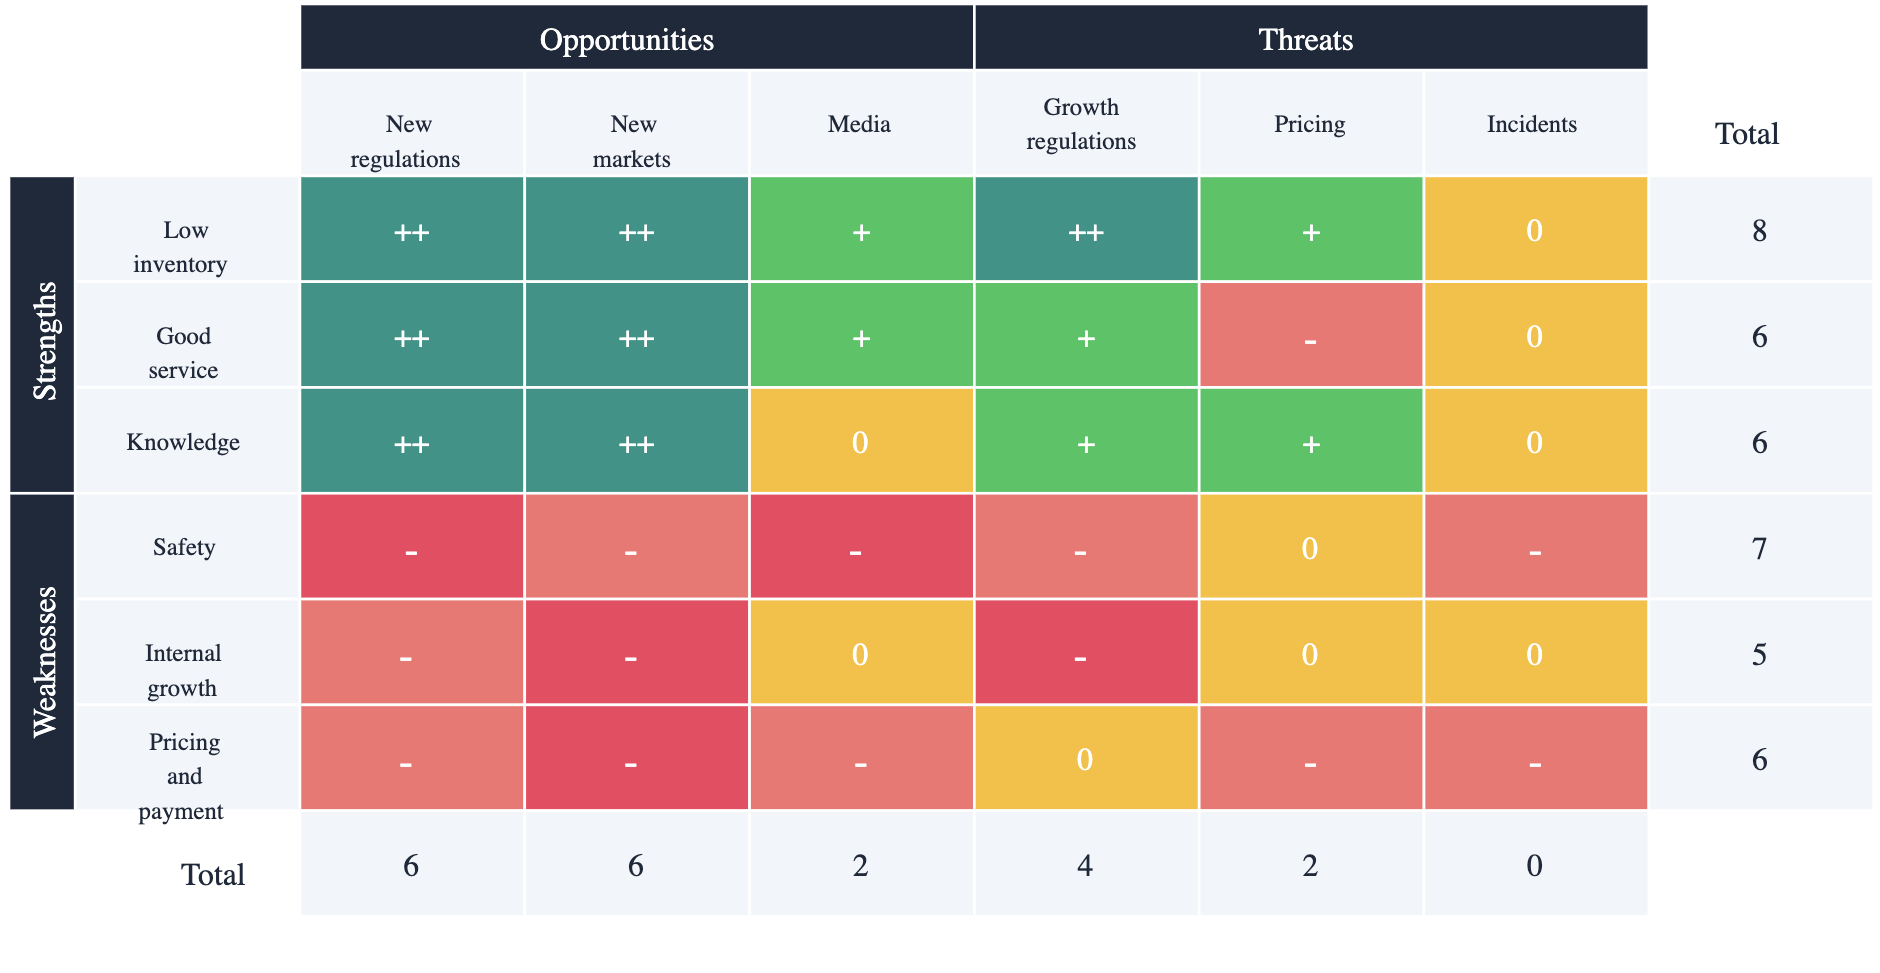 Opportunities Threats
New regulations New markets Media Growth regulations Pricing Incidents Total
Strengths
Low inventory ++ ++ + ++ + 0 8
Good service ++ ++ + + - 0 6
Knowledge ++ ++ 0 + + 0 6
Weaknesses
Safety - - - - 0 - 7
Internal growth - - 0 - 0 0 5
Pricing and payment - - - 0 - - 6
Total 6 6 2 4 2 0